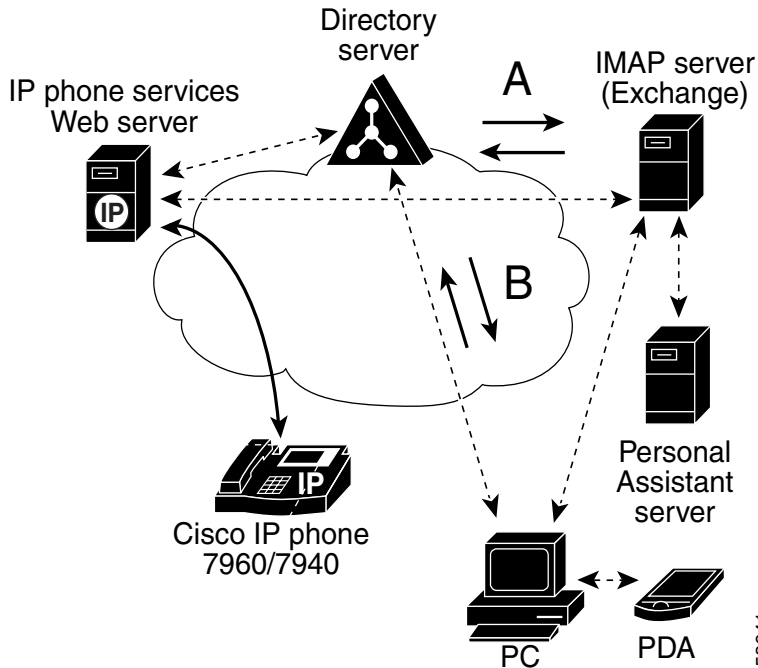 Directory
server
A
IMAP server
(Exchange)
IP phone services
Web server
IP
B
IP
Cisco IP phone
7960/7940
Personal
Assistant
server
PC
PDA